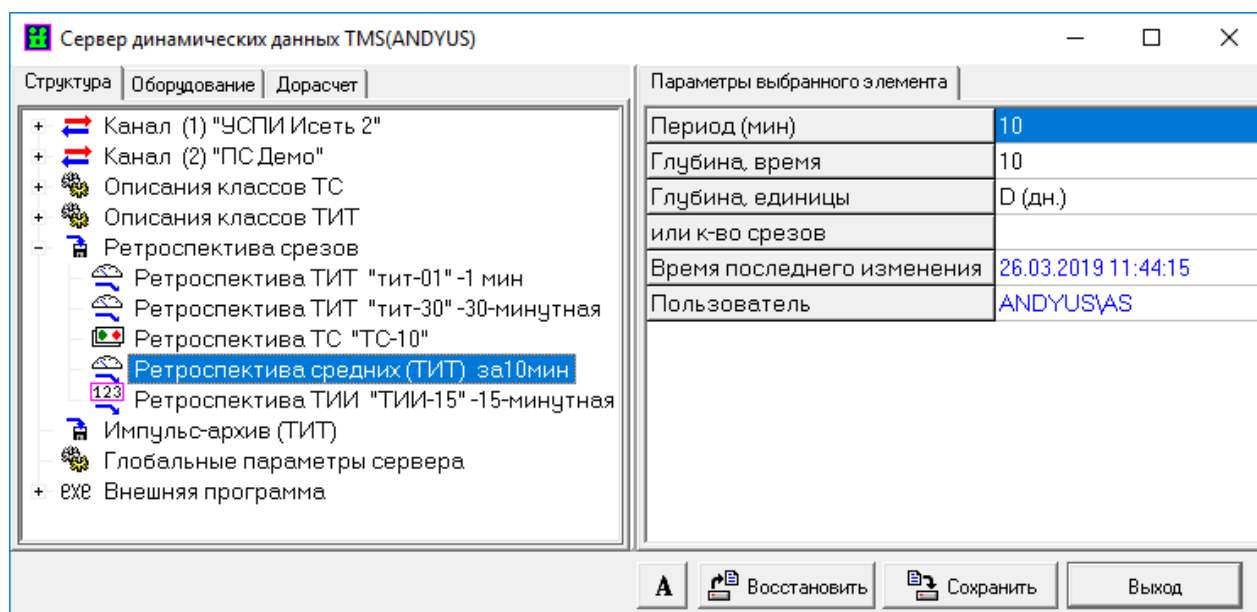 Сервер динамических данных TMS(ANDYUS)
Структура Оборудование Дорасчет
Параметры выбранного элемента
Канал (1) "УСПИ Исеть 2"
Канал (2) "ПС Демо"
Описания классов ТС
Описания классов ТИТ
Ретроспектива срезов
Ретроспектива ТИТ "тит-01" -1 мин
Ретроспектива ТИТ "тит-30" -30-минутная
Ретроспектива ТС "ТС-10"
Ретроспектива средних (ТИТ) за10мин
123 Ретроспектива ТИИ "ТИИ-15" -15-минутная
Импульс-архив (ТИТ)
Глобальные параметры сервера
exe Внешняя программа
Период (мин) 10
Глубина, время 10
Глубина, единицы D (дн.)
или к-во срезов
Время последнего изменения 26.03.2019 11:44:15
Пользователь ANDYUS\AS
A Восстановить Сохранить Выход